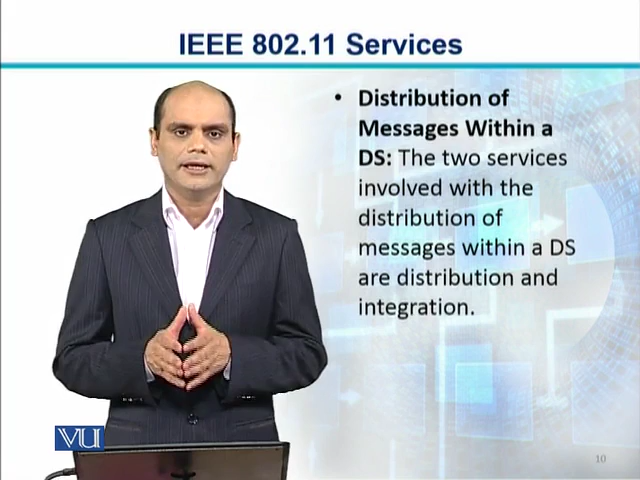 IEEE 802.11 Services
• Distribution of
Messages Within a
DS: The two services
involved with the
distribution of
messages within a DS
are distribution and
integration.
VU
10